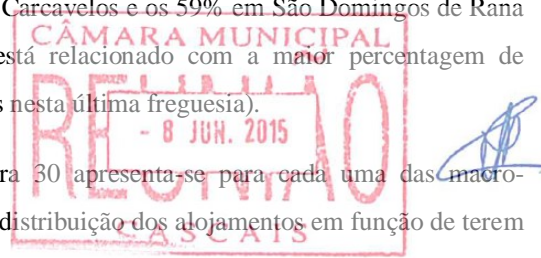 Carcavelos e os 59% em São Domingos de Rana
CÂMARA MUNICIPAL
está relacionado com a maior percentagem de
REUNIÃO
s nesta última freguesia).
- 8 JUN. 2015
ra 30 apresenta-se para cada uma das macro-
distribuição dos alojamentos em função de terem
CASCAIS